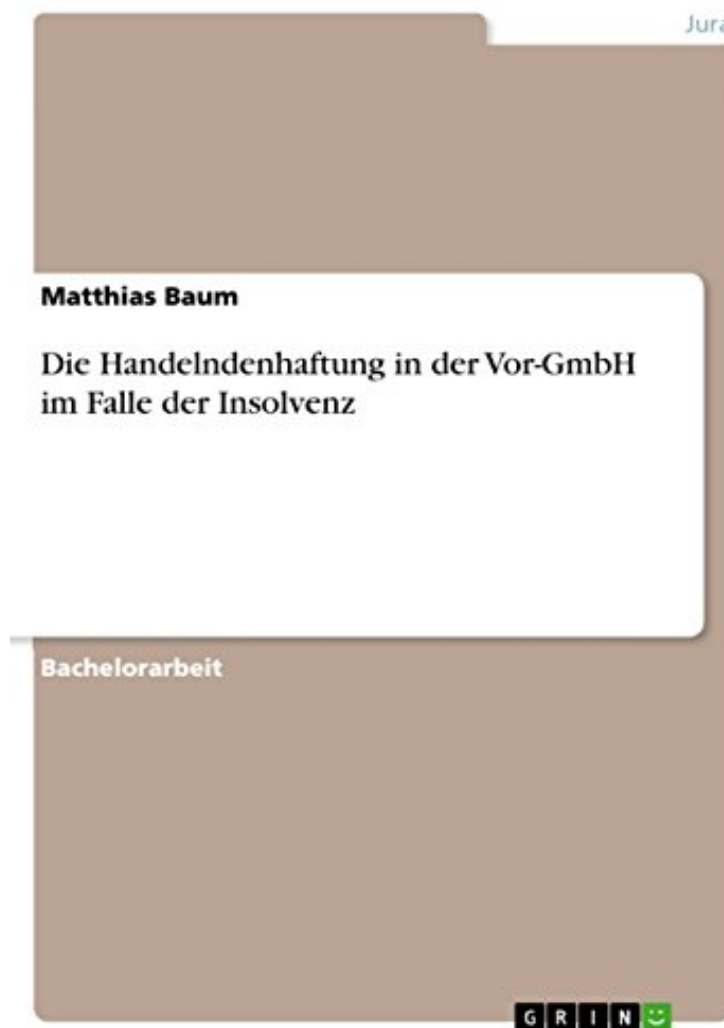 Jura
Matthias Baum
Die Handelndenhaftung in der Vor-GmbH
im Falle der Insolvenz
Bachelorarbeit
GRIN